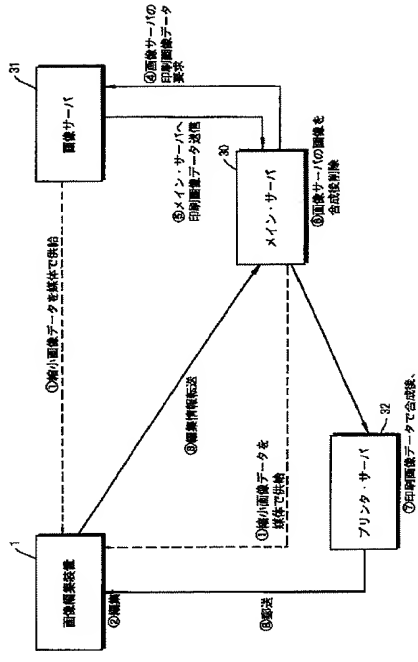 31
画像サーバ
④画像サーバの
印刷画像データ
要求
⑤メイン・サーバへ
印刷画像データ送信
30
メイン・サーバ
⑥画像サーバの画像を
合成後削除
①縮小画像データを媒体で供給
③編集情報転送
①縮小画像データを
媒体で供給
1
画像編集装置
②編集
⑧郵送
32
プリンタ・サーバ
⑦印刷画像データで合成後、